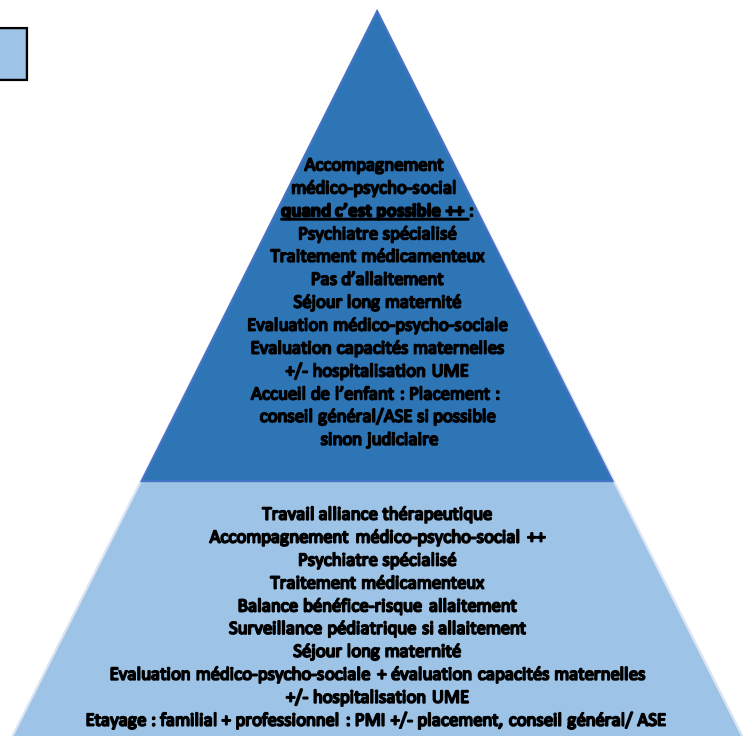 Accompagnement
médico-psycho-social
quand c'est possible ++ :
Psychiatre spécialisé
Traitement médicamenteux
Pas d'allaitement
Séjour long maternité
Evaluation médico-psycho-sociale
Evaluation capacités maternelles
+/- hospitalisation UME
Accueil de l'enfant : Placement :
conseil général/ASE si possible
sinon judiciaire
Travail alliance thérapeutique
Accompagnement médico-psycho-social ++
Psychiatre spécialisé
Traitement médicamenteux
Balance bénéfice-risque allaitement
Surveillance pédiatrique si allaitement
Séjour long maternité
Evaluation médico-psycho-sociale + évaluation capacités maternelles
+/- hospitalisation UME
Etayage : familial + professionnel : PMI +/- placement, conseil général/ ASE